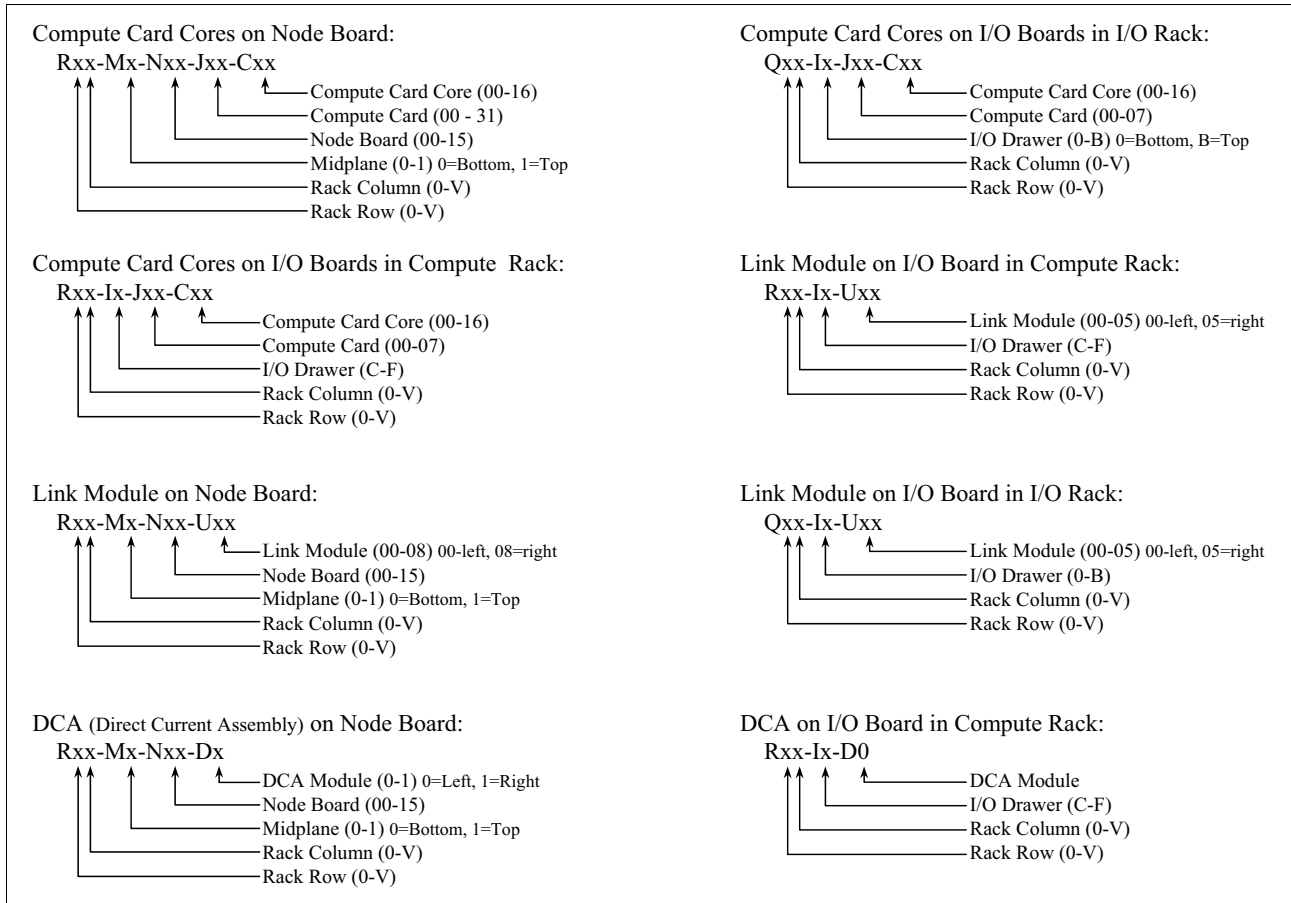 Compute Card Cores on Node Board:
Rxx-Mx-Nxx-Jxx-Cxx
Compute Card Core (00-16)
Compute Card (00 - 31)
Node Board (00-15)
Midplane (0-1) 0=Bottom, 1=Top
Rack Column (0-V)
Rack Row (0-V)
Compute Card Cores on I/O Boards in I/O Rack:
Qxx-Ix-Jxx-Cxx
Compute Card Core (00-16)
Compute Card (00-07)
I/O Drawer (0-B) 0=Bottom, B=Top
Rack Column (0-V)
Rack Row (0-V)
Compute Card Cores on I/O Boards in Compute Rack:
Rxx-Ix-Jxx-Cxx
Compute Card Core (00-16)
Compute Card (00-07)
I/O Drawer (C-F)
Rack Column (0-V)
Rack Row (0-V)
Link Module on I/O Board in Compute Rack:
Rxx-Ix-Uxx
Link Module (00-05) 00-left, 05=right
I/O Drawer (C-F)
Rack Column (0-V)
Rack Row (0-V)
Link Module on Node Board:
Rxx-Mx-Nxx-Uxx
Link Module (00-08) 00-left, 08=right
Node Board (00-15)
Midplane (0-1) 0=Bottom, 1=Top
Rack Column (0-V)
Rack Row (0-V)
Link Module on I/O Board in I/O Rack:
Qxx-Ix-Uxx
Link Module (00-05) 00-left, 05=right
I/O Drawer (0-B)
Rack Column (0-V)
Rack Row (0-V)
DCA (Direct Current Assembly) on Node Board:
Rxx-Mx-Nxx-Dx
DCA Module (0-1) 0=Left, 1=Right
Node Board (00-15)
Midplane (0-1) 0=Bottom, 1=Top
Rack Column (0-V)
Rack Row (0-V)
DCA on I/O Board in Compute Rack:
Rxx-Ix-D0
DCA Module
I/O Drawer (C-F)
Rack Column (0-V)
Rack Row (0-V)